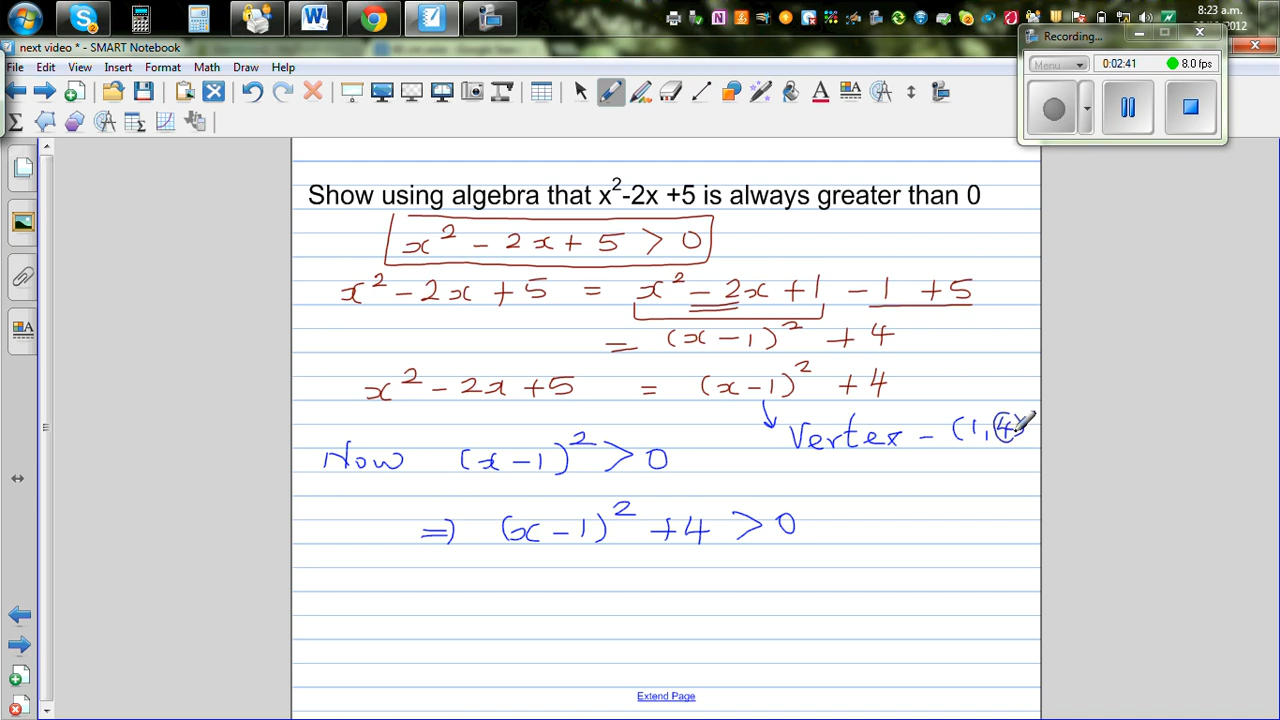 8:23 a.m.
2012
next video * - SMART Notebook
Recording...
File Edit View Insert Format Math Draw Help
Menu 0:02:41 8.0 fps
Show using algebra that x²-2x +5 is always greater than 0
x² - 2x + 5 > 0
x² - 2x + 5 = x² - 2x + 1 - 1 + 5
= (x - 1)² + 4
x² - 2x + 5 = (x - 1)² + 4
Vertex - (1, 4)
Now (x - 1)² > 0
⇒ (x - 1)² + 4 > 0
Extend Page